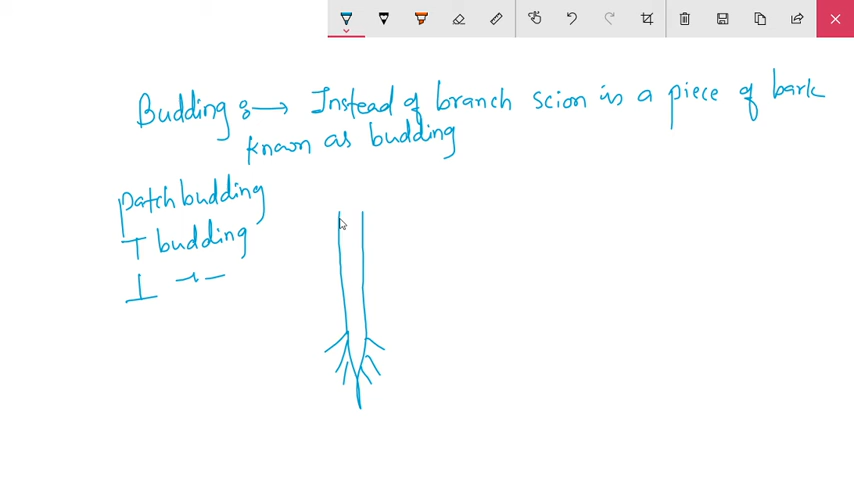 Budding :→ Instead of branch scion is a piece of bark
known as budding
Patch budding
T budding
⊥ -〃-